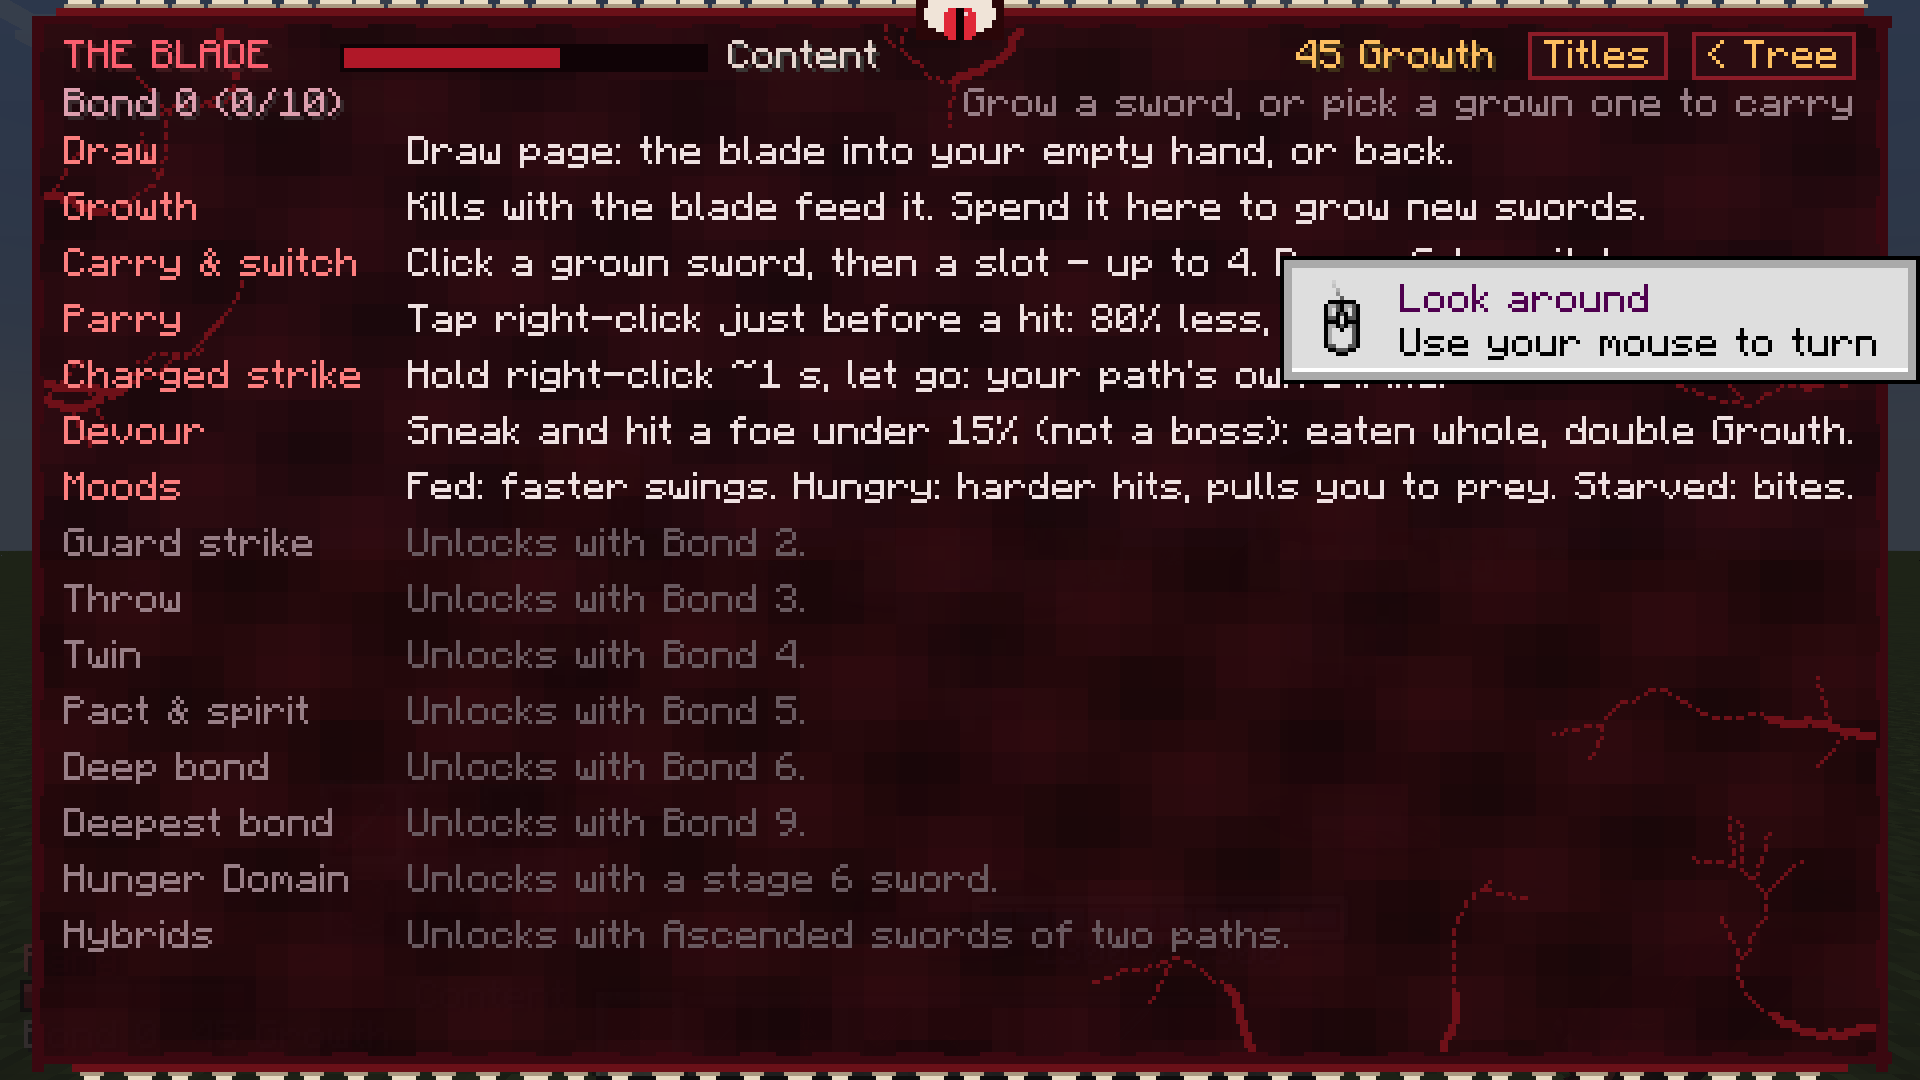 THE BLADE Content 45 Growth Titles < Tree
Bond 0 (0/10) Grow a sword, or pick a grown one to carry
Draw Draw page: the blade into your empty hand, or back.
Growth Kills with the blade feed it. Spend it here to grow new swords.
Carry & switch Click a grown sword, then a slot - up to 4.
Parry Tap right-click just before a hit: 80% less,
Look around
Use your mouse to turn
Charged strike Hold right-click ~1 s, let go: your path's own
Devour Sneak and hit a foe under 15% (not a boss): eaten whole, double Growth.
Moods Fed: faster swings. Hungry: harder hits, pulls you to prey. Starved: bites.
Guard strike Unlocks with Bond 2.
Throw Unlocks with Bond 3.
Twin Unlocks with Bond 4.
Pact & spirit Unlocks with Bond 5.
Deep bond Unlocks with Bond 6.
Deepest bond Unlocks with Bond 9.
Hunger Domain Unlocks with a stage 6 sword.
Hybrids Unlocks with Ascended swords of two paths.